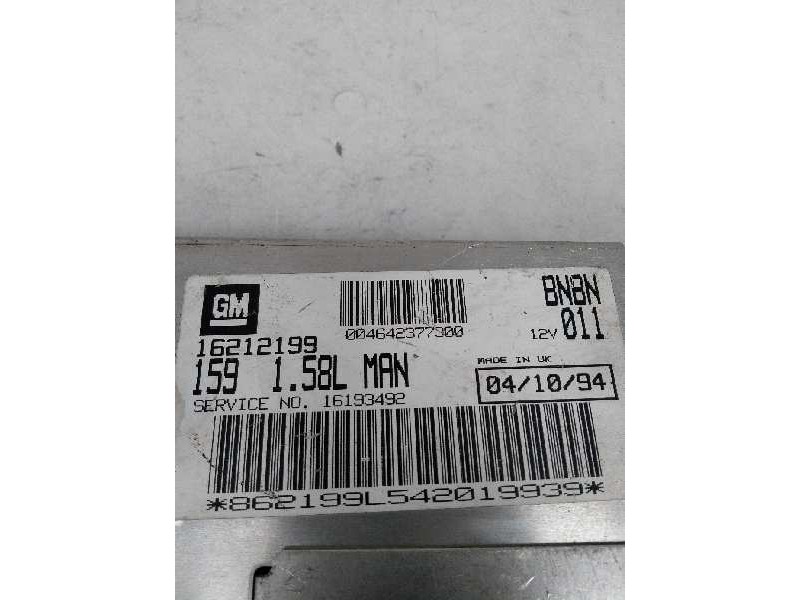 GM
004642377300
BNBN
16212199
12V 011
159 1.58L MAN
MADE IN UK
04/10/94
SERVICE NO. 16193492
*862199L542019939*